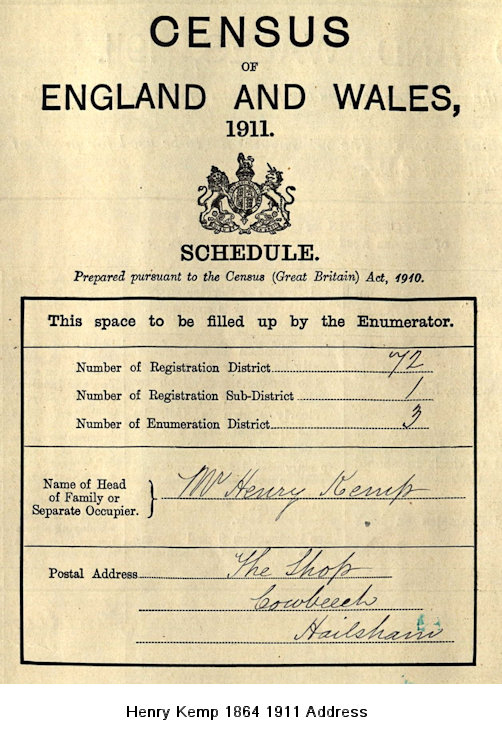 CENSUS
OF
ENGLAND AND WALES,
1911.
SCHEDULE.
Prepared pursuant to the Census (Great Britain) Act, 1910.
This space to be filled up by the Enumerator.
Number of Registration District 72
Number of Registration Sub-District 1
Number of Enumeration District 3
Name of Head
of Family or
Separate Occupier.
Mr Henry Kemp
Postal Address The Shop
Cowbeech
Hailsham
Henry Kemp 1864 1911 Address